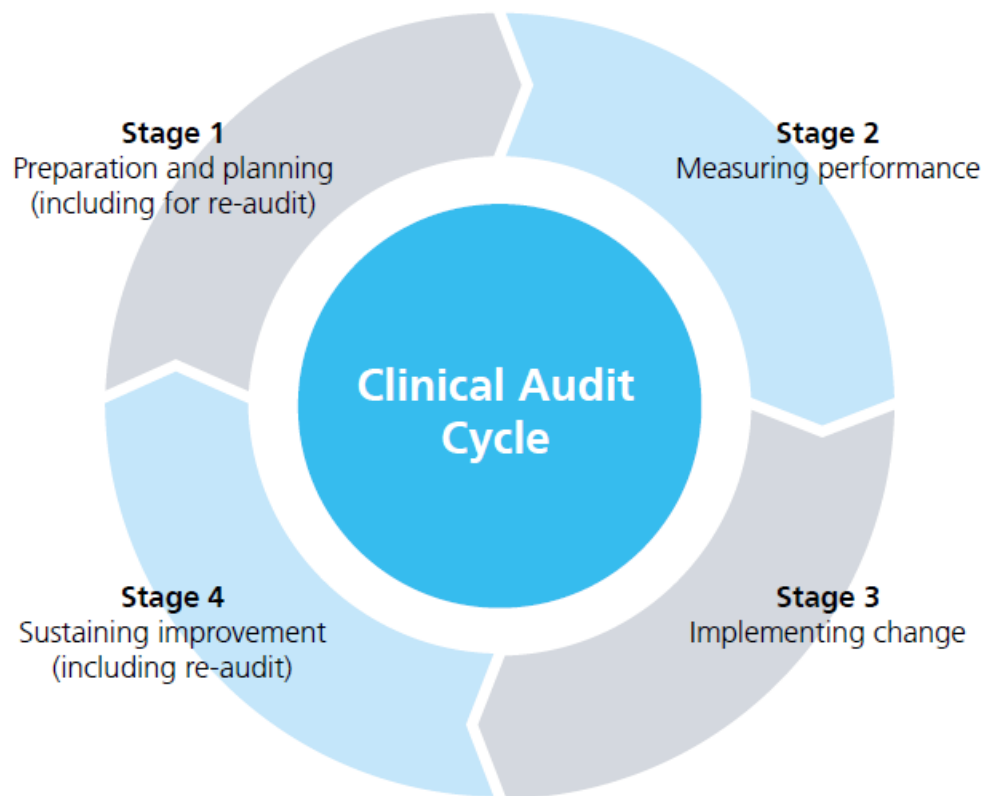 Stage 1
Preparation and planning
(including for re-audit)
Stage 2
Measuring performance
Clinical Audit
Cycle
Stage 4
Sustaining improvement
(including re-audit)
Stage 3
Implementing change